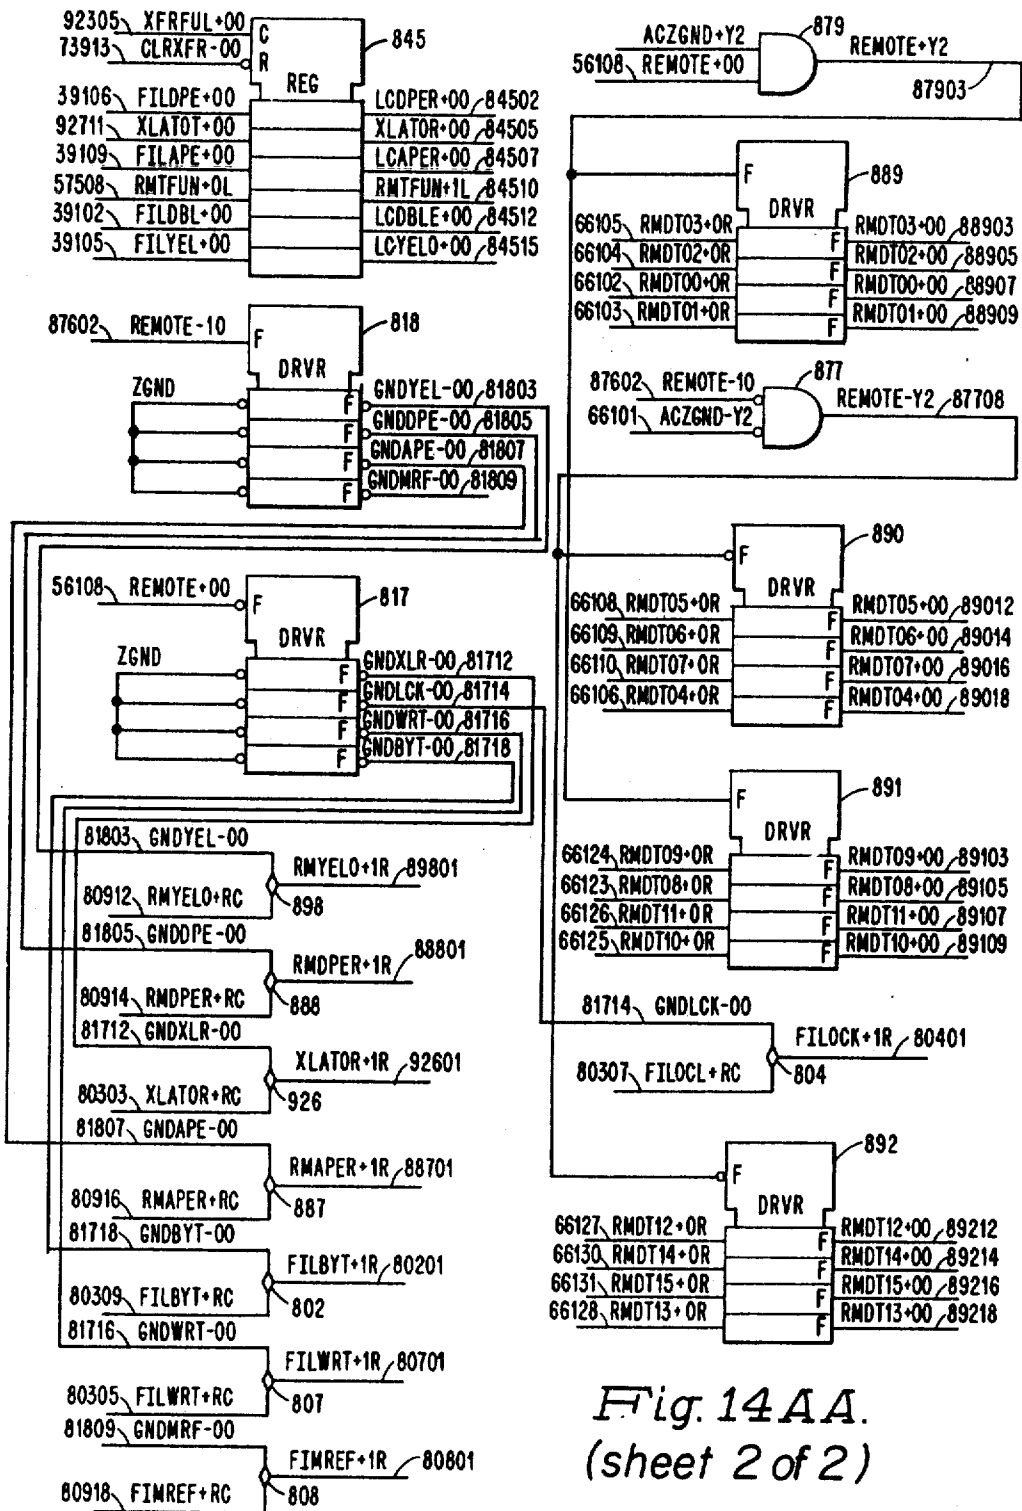 92305 XFRFUL+00
73913 CLRXFR-00
C
R
REG
845
39106 FILDPE+00
92711 XLATOT+00
39109 FILAPE+00
57508 RMTFUN+0L
39102 FILDBL+00
39105 FILYEL+00
LCDPER+00 84502
XLATOR+00 84505
LCAPER+00 84507
RMTFUN+1L 84510
LCDBLE+00 84512
LCYELO+00 84515
87602 REMOTE-10
F
DRVR
818
ZGND
F GNDYEL-00 81803
F GNDDPE-00 81805
F GNDAPE-00 81807
F GNDMRF-00 81809
56108 REMOTE+00
F
DRVR
817
ZGND
F GNDXLR-00 81712
F GNDLCK-00 81714
F GNDWRT-00 81716
F GNDBYT-00 81718
81803 GNDYEL-00
80912 RMYELO+RC
RMYELO+1R 89801
898
81805 GNDDPE-00
80914 RMDPER+RC
RMDPER+1R 88801
888
81712 GNDXLR-00
80303 XLATOR+RC
XLATOR+1R 92601
926
81807 GNDAPE-00
80916 RMAPER+RC
RMAPER+1R 88701
887
81718 GNDBYT-00
80309 FILBYT+RC
FILBYT+1R 80201
802
81716 GNDWRT-00
80305 FILWRT+RC
FILWRT+1R 80701
807
81809 GNDMRF-00
80918 FIMREF+RC
FIMREF+1R 80801
808
ACZGND+Y2
56108 REMOTE+00
879
REMOTE+Y2
87903
F
DRVR
889
66105 RMDT03+0R
66104 RMDT02+0R
66102 RMDT00+0R
66103 RMDT01+0R
F RMDT03+00 88903
F RMDT02+00 88905
F RMDT00+00 88907
F RMDT01+00 88909
87602 REMOTE-10
66101 ACZGND-Y2
877
REMOTE-Y2 87708
F
DRVR
890
66108 RMDT05+0R
66109 RMDT06+0R
66110 RMDT07+0R
66106 RMDT04+0R
F RMDT05+00 89012
F RMDT06+00 89014
F RMDT07+00 89016
F RMDT04+00 89018
F
DRVR
891
66124 RMDT09+0R
66123 RMDT08+0R
66126 RMDT11+0R
66125 RMDT10+0R
F RMDT09+00 89103
F RMDT08+00 89105
F RMDT11+00 89107
F RMDT10+00 89109
81714 GNDLCK-00
80307 FILOCL+RC
FILOCK+1R 80401
804
F
DRVR
892
66127 RMDT12+0R
66130 RMDT14+0R
66131 RMDT15+0R
66128 RMDT13+0R
F RMDT12+00 89212
F RMDT14+00 89214
F RMDT15+00 89216
F RMDT13+00 89218
Fig. 14AA.
(sheet 2 of 2)